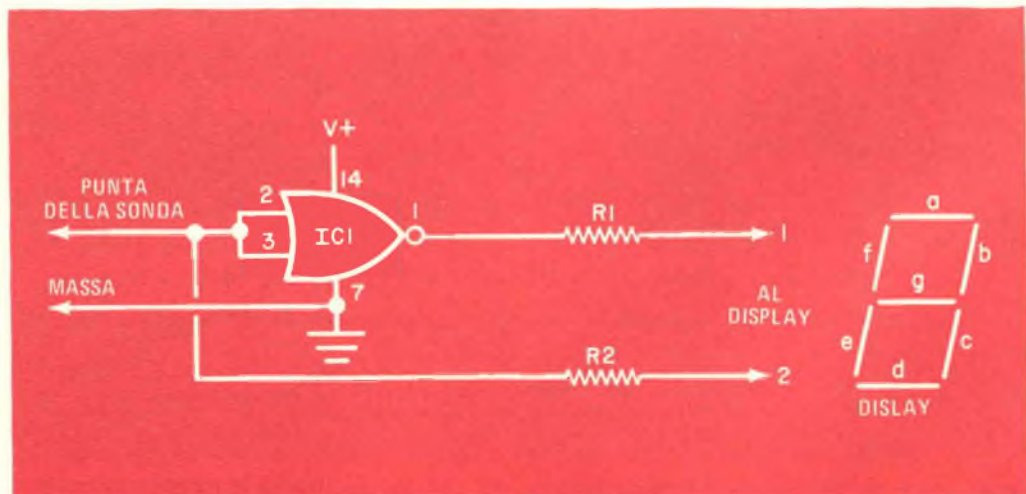 V+
14
PUNTA
DELLA SONDA
2
3
IC1
1
R1
1
MASSA
7
AL
DISPLAY
R2
2
a
f
b
g
e
c
d
DISLAY